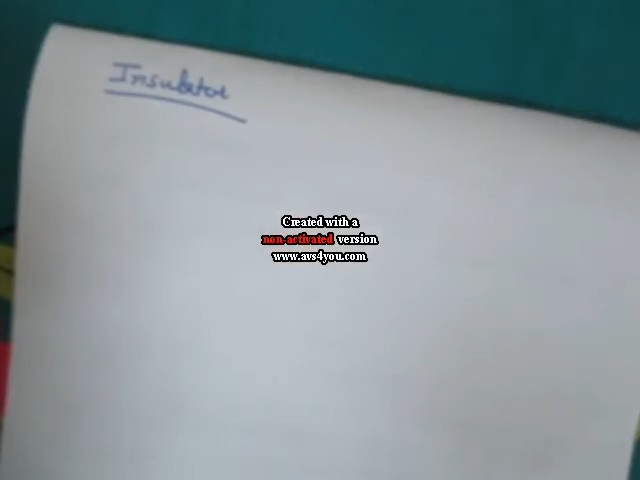 Insulator
Created with a
non-activated version
www.avs4you.com